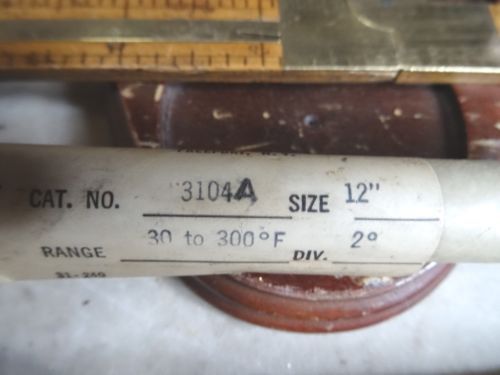 CAT. NO. 3104A SIZE 12"
RANGE 30 to 300°F DIV. 2°